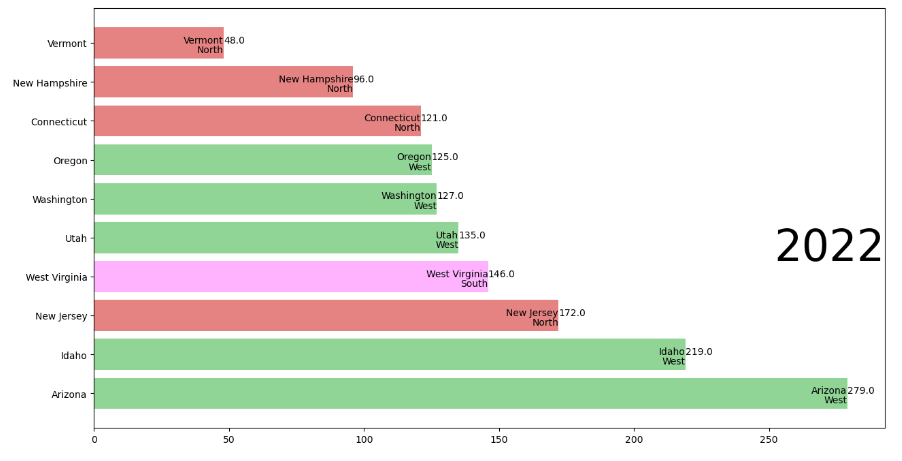 Vermont
Vermont 48.0
North
New Hampshire
New Hampshire 96.0
North
Connecticut
Connecticut 121.0
North
Oregon
Oregon 125.0
West
Washington
Washington 127.0
West
Utah
Utah 135.0
West
2022
West Virginia
West Virginia 146.0
South
New Jersey
New Jersey 172.0
North
Idaho
Idaho 219.0
West
Arizona
Arizona 279.0
West
0 50 100 150 200 250